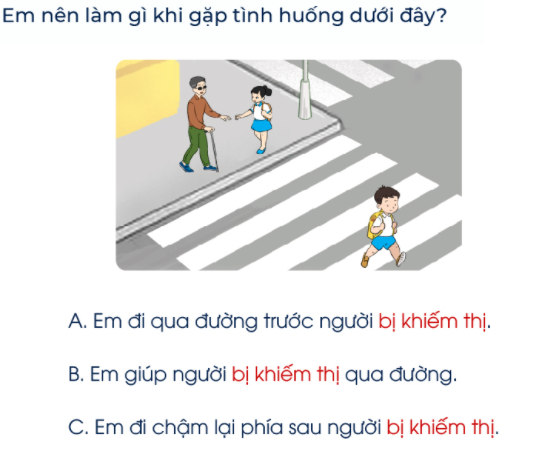 Em nên làm gì khi gặp tình huống dưới đây?
A. Em đi qua đường trước người bị khiếm thị.
B. Em giúp người bị khiếm thị qua đường.
C. Em đi chậm lại phía sau người bị khiếm thị.